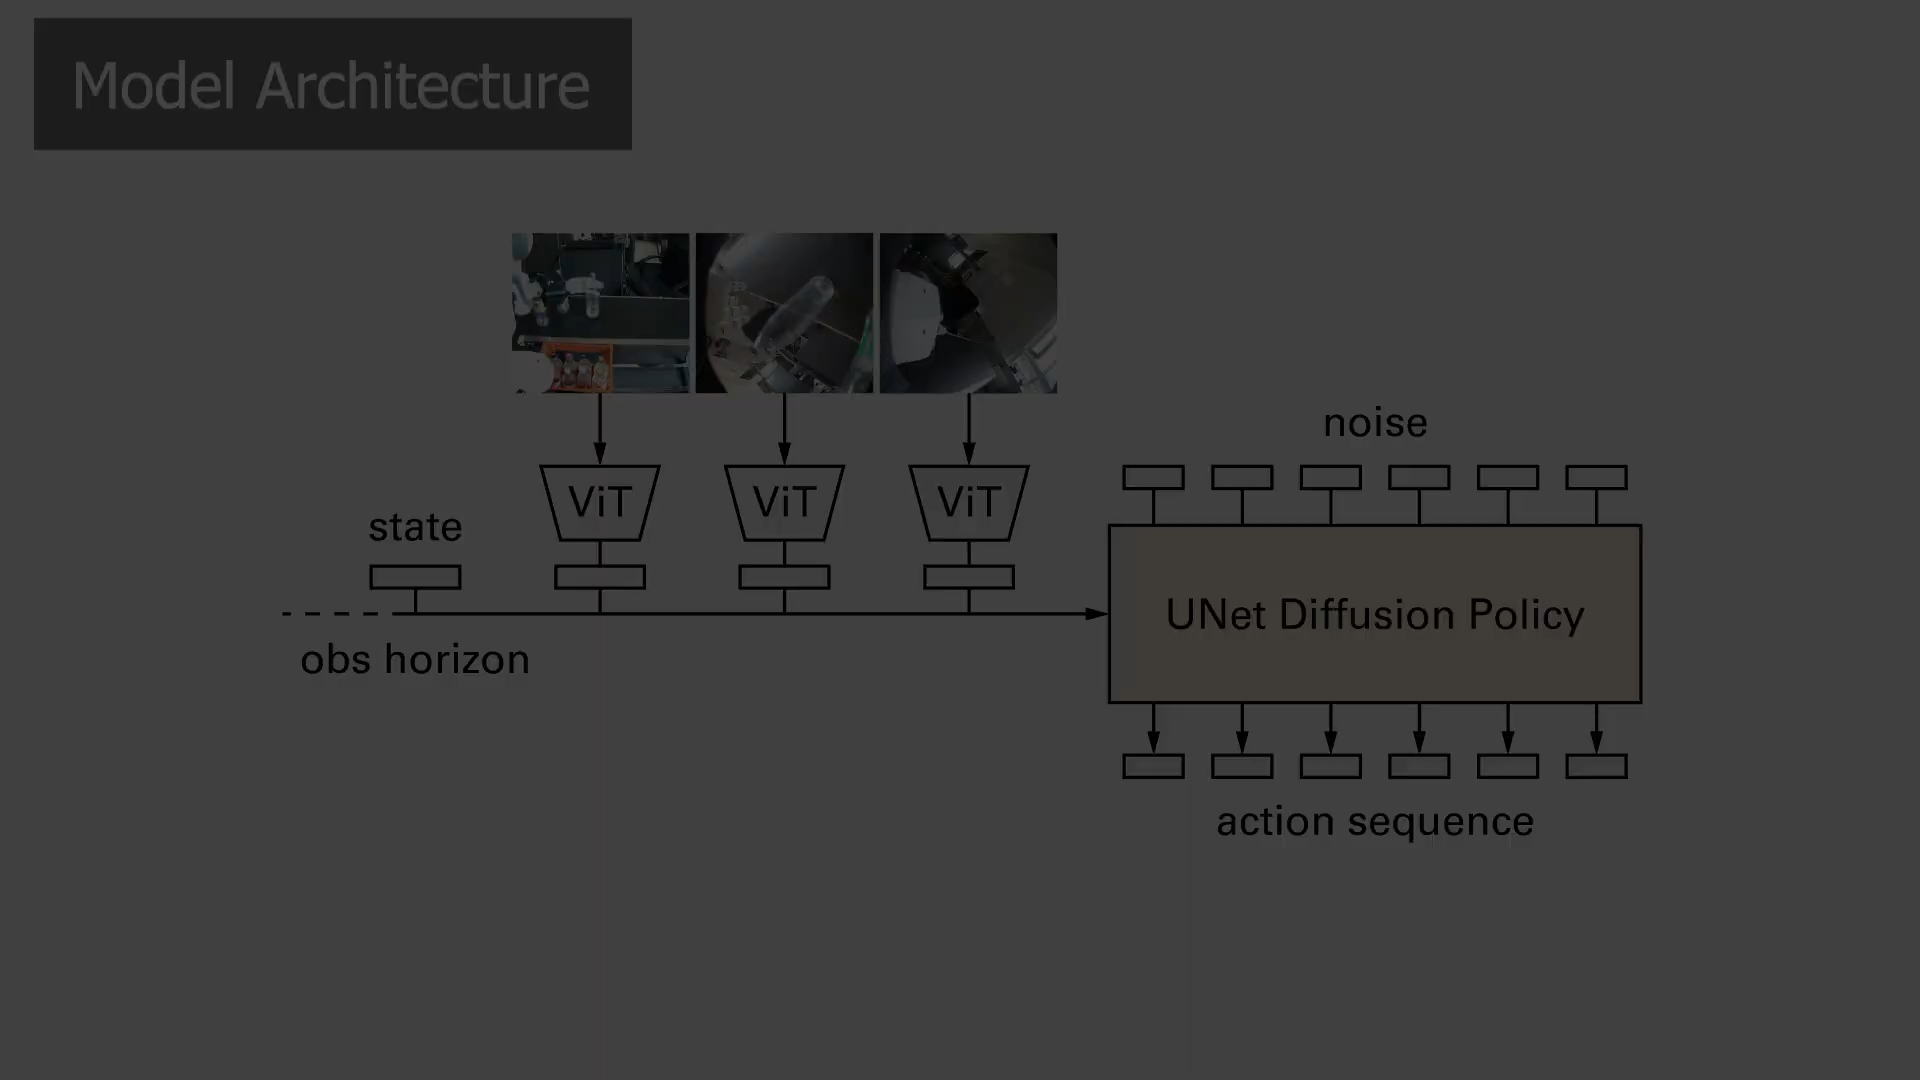 Model Architecture
noise
ViT
ViT
ViT
state
UNet Diffusion Policy
obs horizon
action sequence